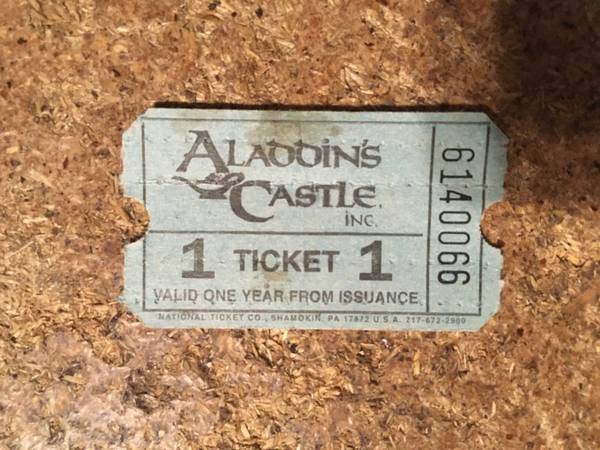 ALADDIN'S
CASTLE,
INC.
1 TICKET 1
VALID ONE YEAR FROM ISSUANCE
NATIONAL TICKET CO., SHAMOKIN, PA 17872 U.S.A. 717-672-2900
6140066